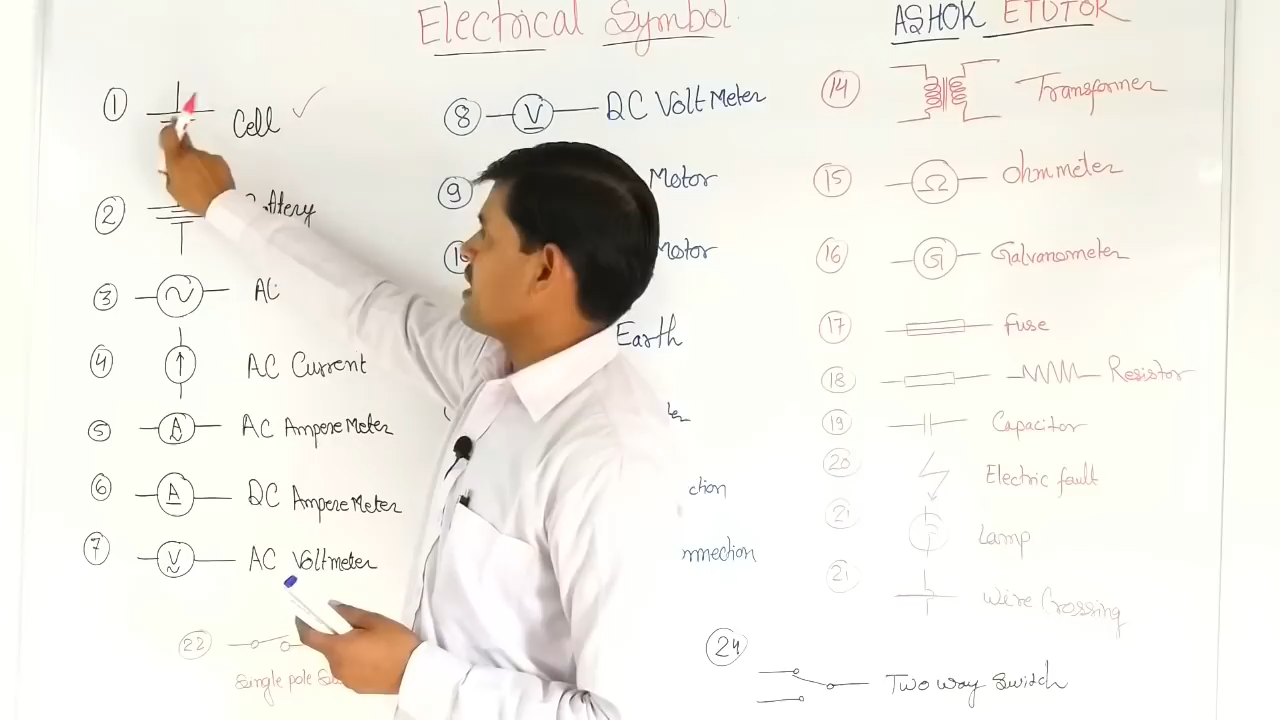 Electrical Symbol
ASHOK ETUTOR
1 Cell ✓
2
3 AC
4 AC Current
5 A AC Ampere Meter
6 A DC Ampere Meter
7 V AC Voltmeter
22
Single pole
8 V DC Volt Meter
9 Motor
Motor
Earth
24
Two way Switch
14 Transformer
15 Ω Ohmmeter
16 G Galvanometer
17 fuse
18 Resistor
19 Capacitor
20 Electric fault
21 Lamp
21 Wire Crossing